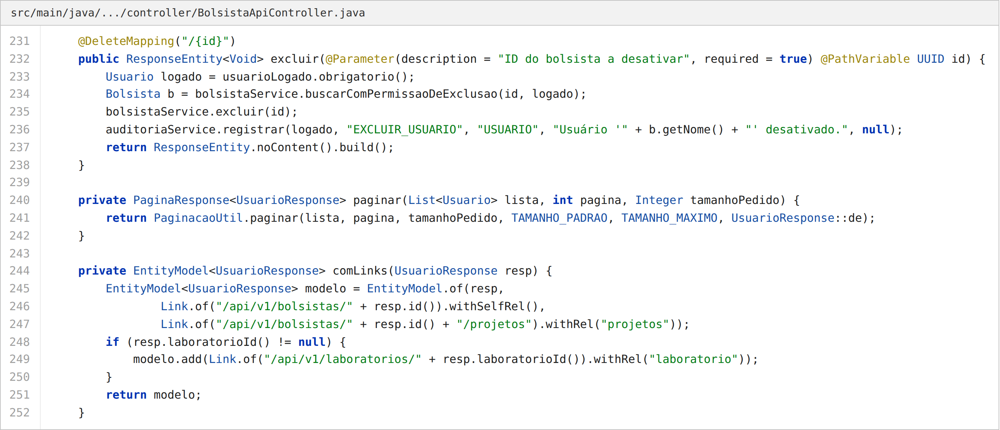 src/main/java/.../controller/BolsistaApiController.java
231     @DeleteMapping("/{id}")
232     public ResponseEntity<Void> excluir(@Parameter(description = "ID do bolsista a desativar", required = true) @PathVariable UUID id) {
233         Usuario logado = usuarioLogado.obrigatorio();
234         Bolsista b = bolsistaService.buscarComPermissaoDeExclusao(id, logado);
235         bolsistaService.excluir(id);
236         auditoriaService.registrar(logado, "EXCLUIR_USUARIO", "USUARIO", "Usuário '" + b.getNome() + "' desativado.", null);
237         return ResponseEntity.noContent().build();
238     }
239
240     private PaginaResponse<UsuarioResponse> paginar(List<Usuario> lista, int pagina, Integer tamanhoPedido) {
241         return PaginacaoUtil.paginar(lista, pagina, tamanhoPedido, TAMANHO_PADRAO, TAMANHO_MAXIMO, UsuarioResponse::de);
242     }
243
244     private EntityModel<UsuarioResponse> comLinks(UsuarioResponse resp) {
245         EntityModel<UsuarioResponse> modelo = EntityModel.of(resp,
246                 Link.of("/api/v1/bolsistas/" + resp.id()).withSelfRel(),
247                 Link.of("/api/v1/bolsistas/" + resp.id() + "/projetos").withRel("projetos"));
248         if (resp.laboratorioId() != null) {
249             modelo.add(Link.of("/api/v1/laboratorios/" + resp.laboratorioId()).withRel("laboratorio"));
250         }
251         return modelo;
252     }